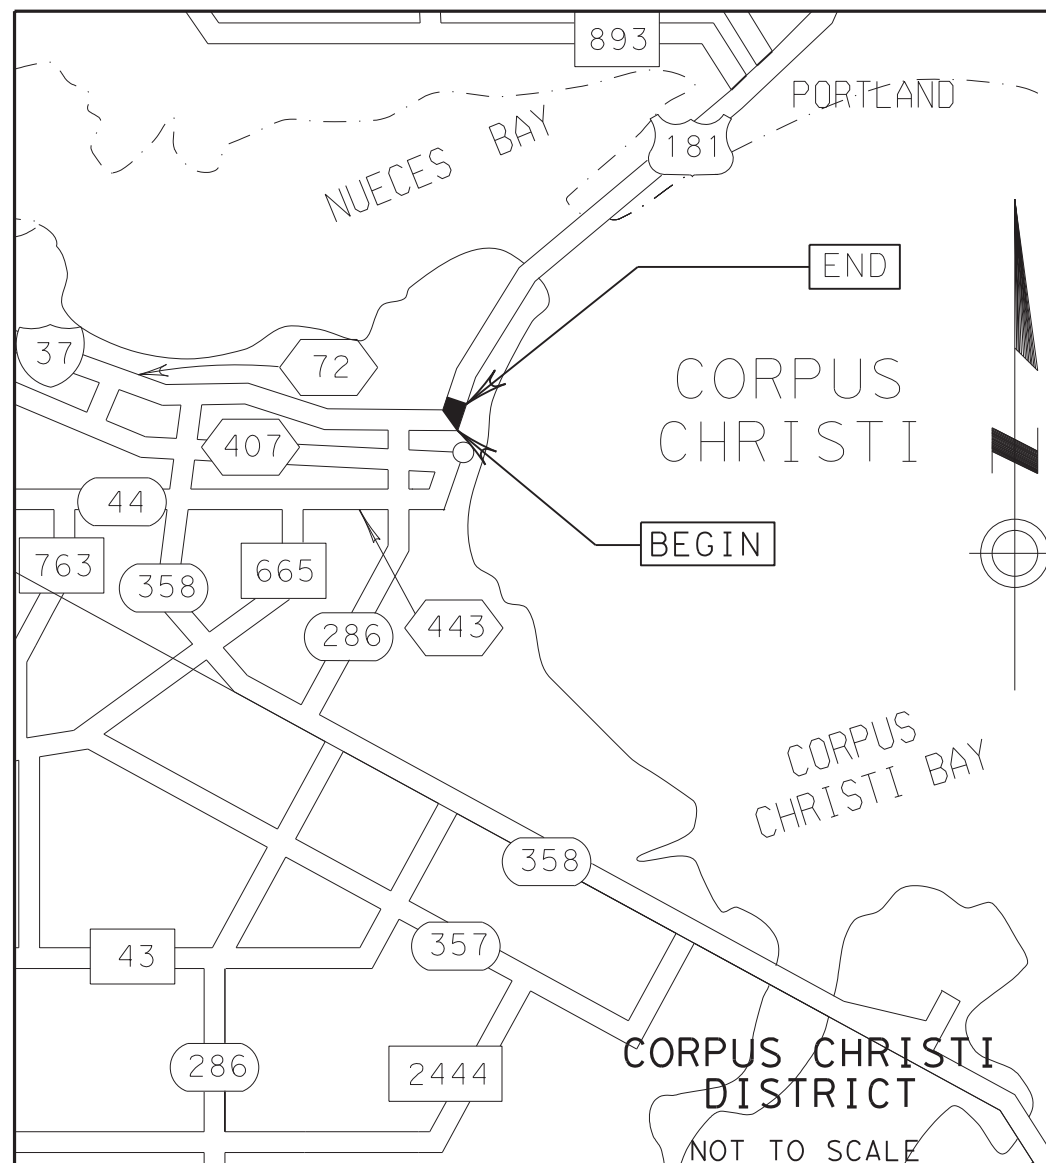 893
PORTLAND
NUECES BAY
181
END
37
72
CORPUS
CHRISTI
407
44
BEGIN
763
665
358
286
443
CORPUS
CHRISTI BAY
358
357
43
286
2444
CORPUS CHRISTI
DISTRICT
NOT TO SCALE